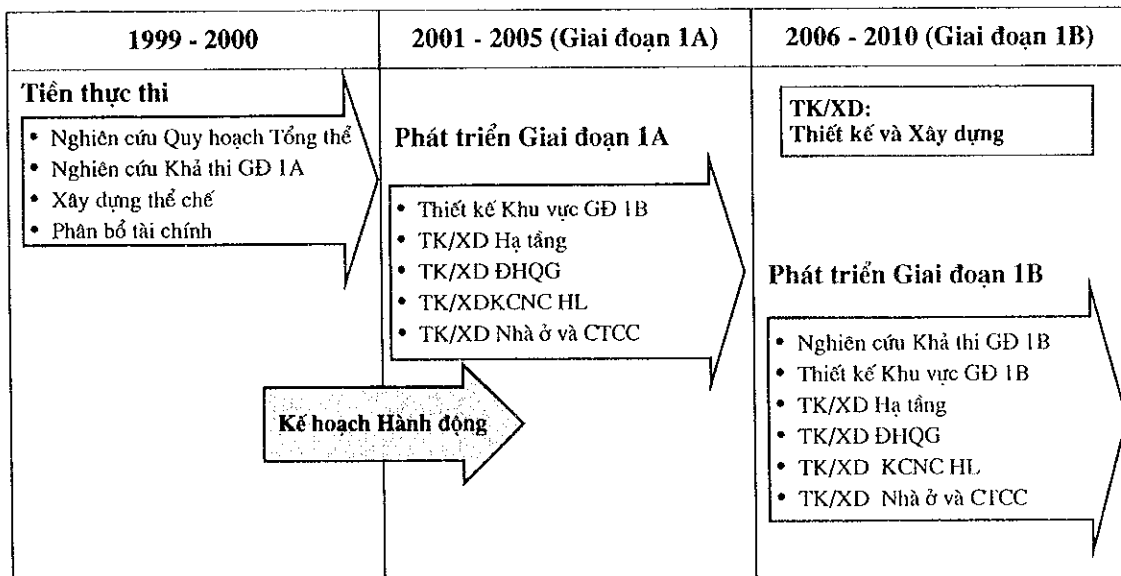 1999 - 2000
2001 - 2005 (Giai đoạn 1A)
2006 - 2010 (Giai đoạn 1B)
Tiền thực thi
• Nghiên cứu Quy hoạch Tổng thể
• Nghiên cứu Khả thi GĐ 1A
• Xây dựng thể chế
• Phân bổ tài chính
Phát triển Giai đoạn 1A
• Thiết kế Khu vực GĐ 1B
• TK/XD Hạ tầng
• TK/XD ĐHQG
• TK/XDKCNC HL
• TK/XD Nhà ở và CTCC
Kế hoạch Hành động
TK/XD:
Thiết kế và Xây dựng
Phát triển Giai đoạn 1B
• Nghiên cứu Khả thi GĐ 1B
• Thiết kế Khu vực GĐ 1B
• TK/XD Hạ tầng
• TK/XD ĐHQG
• TK/XD KCNC HL
• TK/XD Nhà ở và CTCC